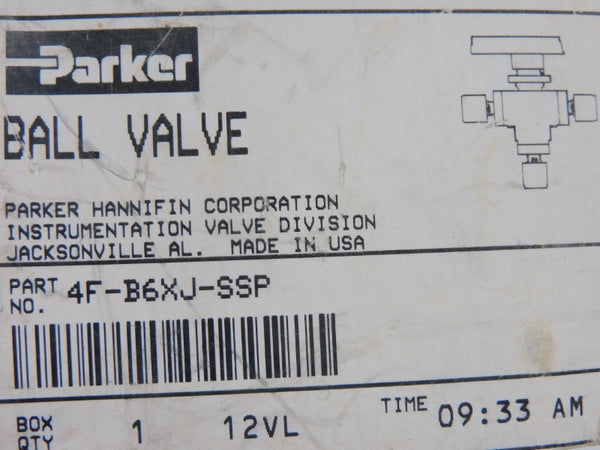 Parker
BALL VALVE
PARKER HANNIFIN CORPORATION
INSTRUMENTATION VALVE DIVISION
JACKSONVILLE AL. MADE IN USA
PART NO. 4F-B6XJ-SSP
BOX QTY 1 12VL TIME 09:33 AM